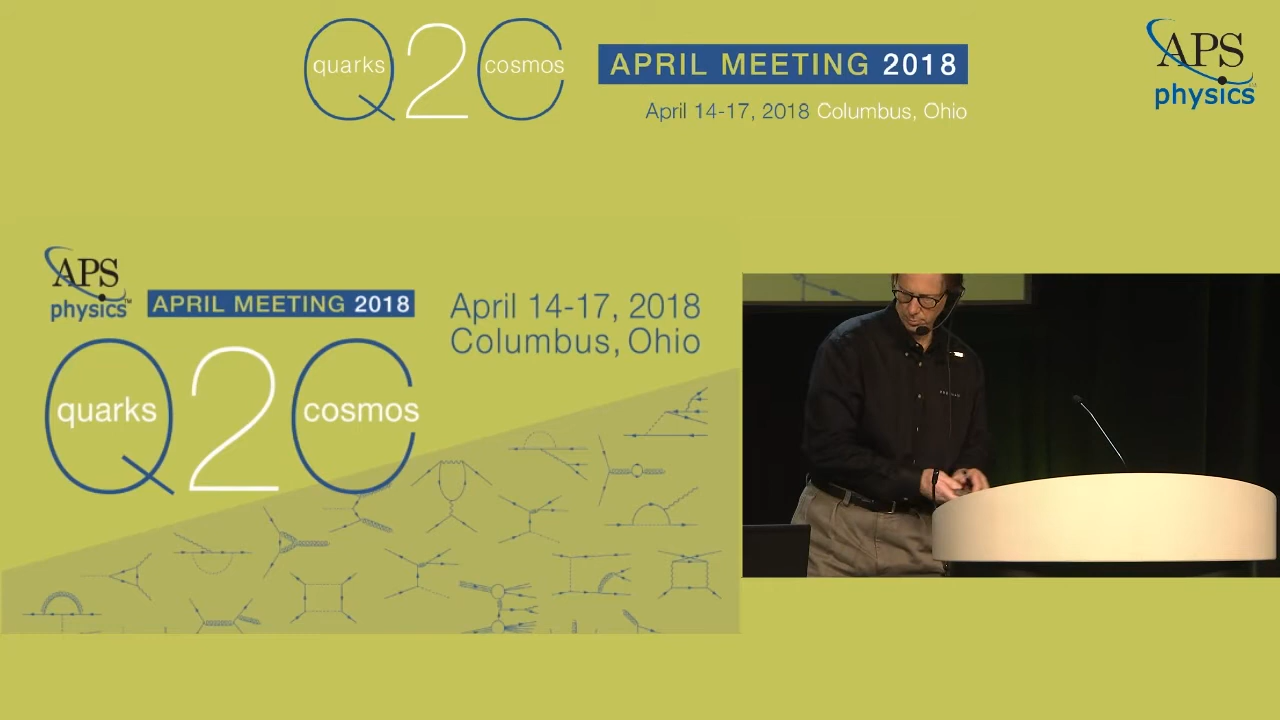 quarks 2 cosmos
APRIL MEETING 2018
April 14-17, 2018 Columbus, Ohio
APS
physics
APS
physics
APRIL MEETING 2018
April 14-17, 2018
Columbus, Ohio
Q2C
quarks cosmos